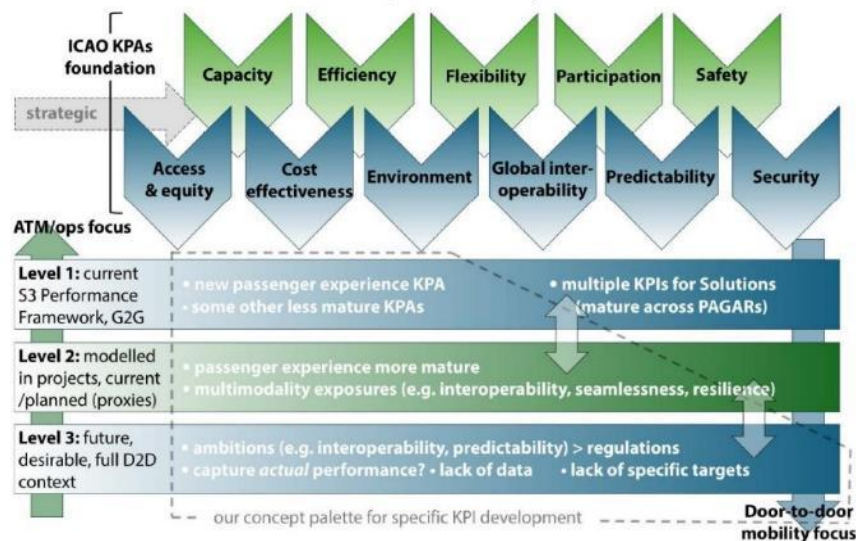 ICAO KPAs
foundation
strategic
Capacity
Efficiency
Flexibility
Participation
Safety
Access
& equity
Cost
effectiveness
Environment
Global inter-
operability
Predictability
Security
ATM/ops focus
Level 1: current
S3 Performance
Framework, G2G
• new passenger experience KPA
• some other less mature KPAs
• multiple KPIs for Solutions
(mature across PAGARs)
Level 2: modelled
in projects, current
/planned (proxies)
• passenger experience more mature
• multimodality exposures (e.g. interoperability, seamlessness, resilience)
Level 3: future,
desirable, full D2D
context
• ambitions (e.g. interoperability, predictability) > regulations
• capture actual performance? • lack of data • lack of specific targets
our concept palette for specific KPI development
Door-to-door
mobility focus